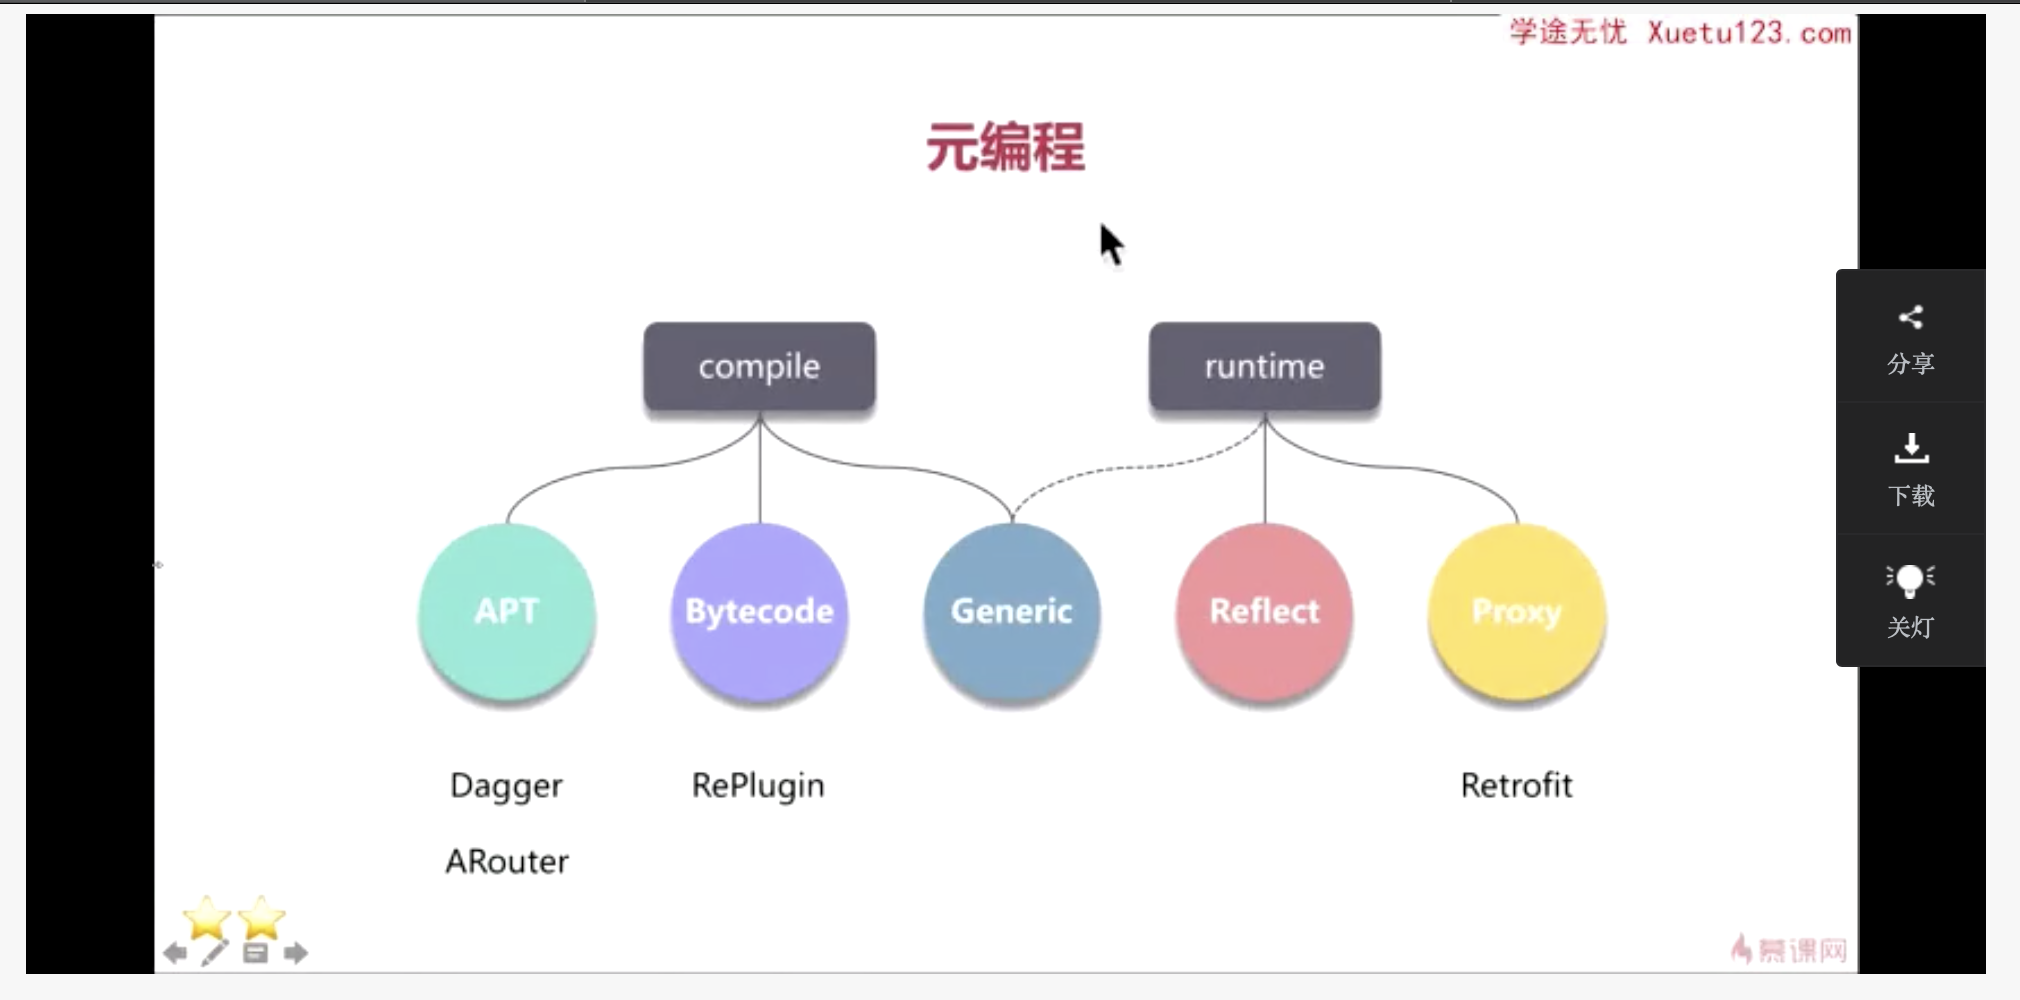 学途无忧 Xuetu123.com
元编程
compile
runtime
分享
下载
关灯
APT
Bytecode
Generic
Reflect
Proxy
Dagger
RePlugin
Retrofit
ARouter
慕课网